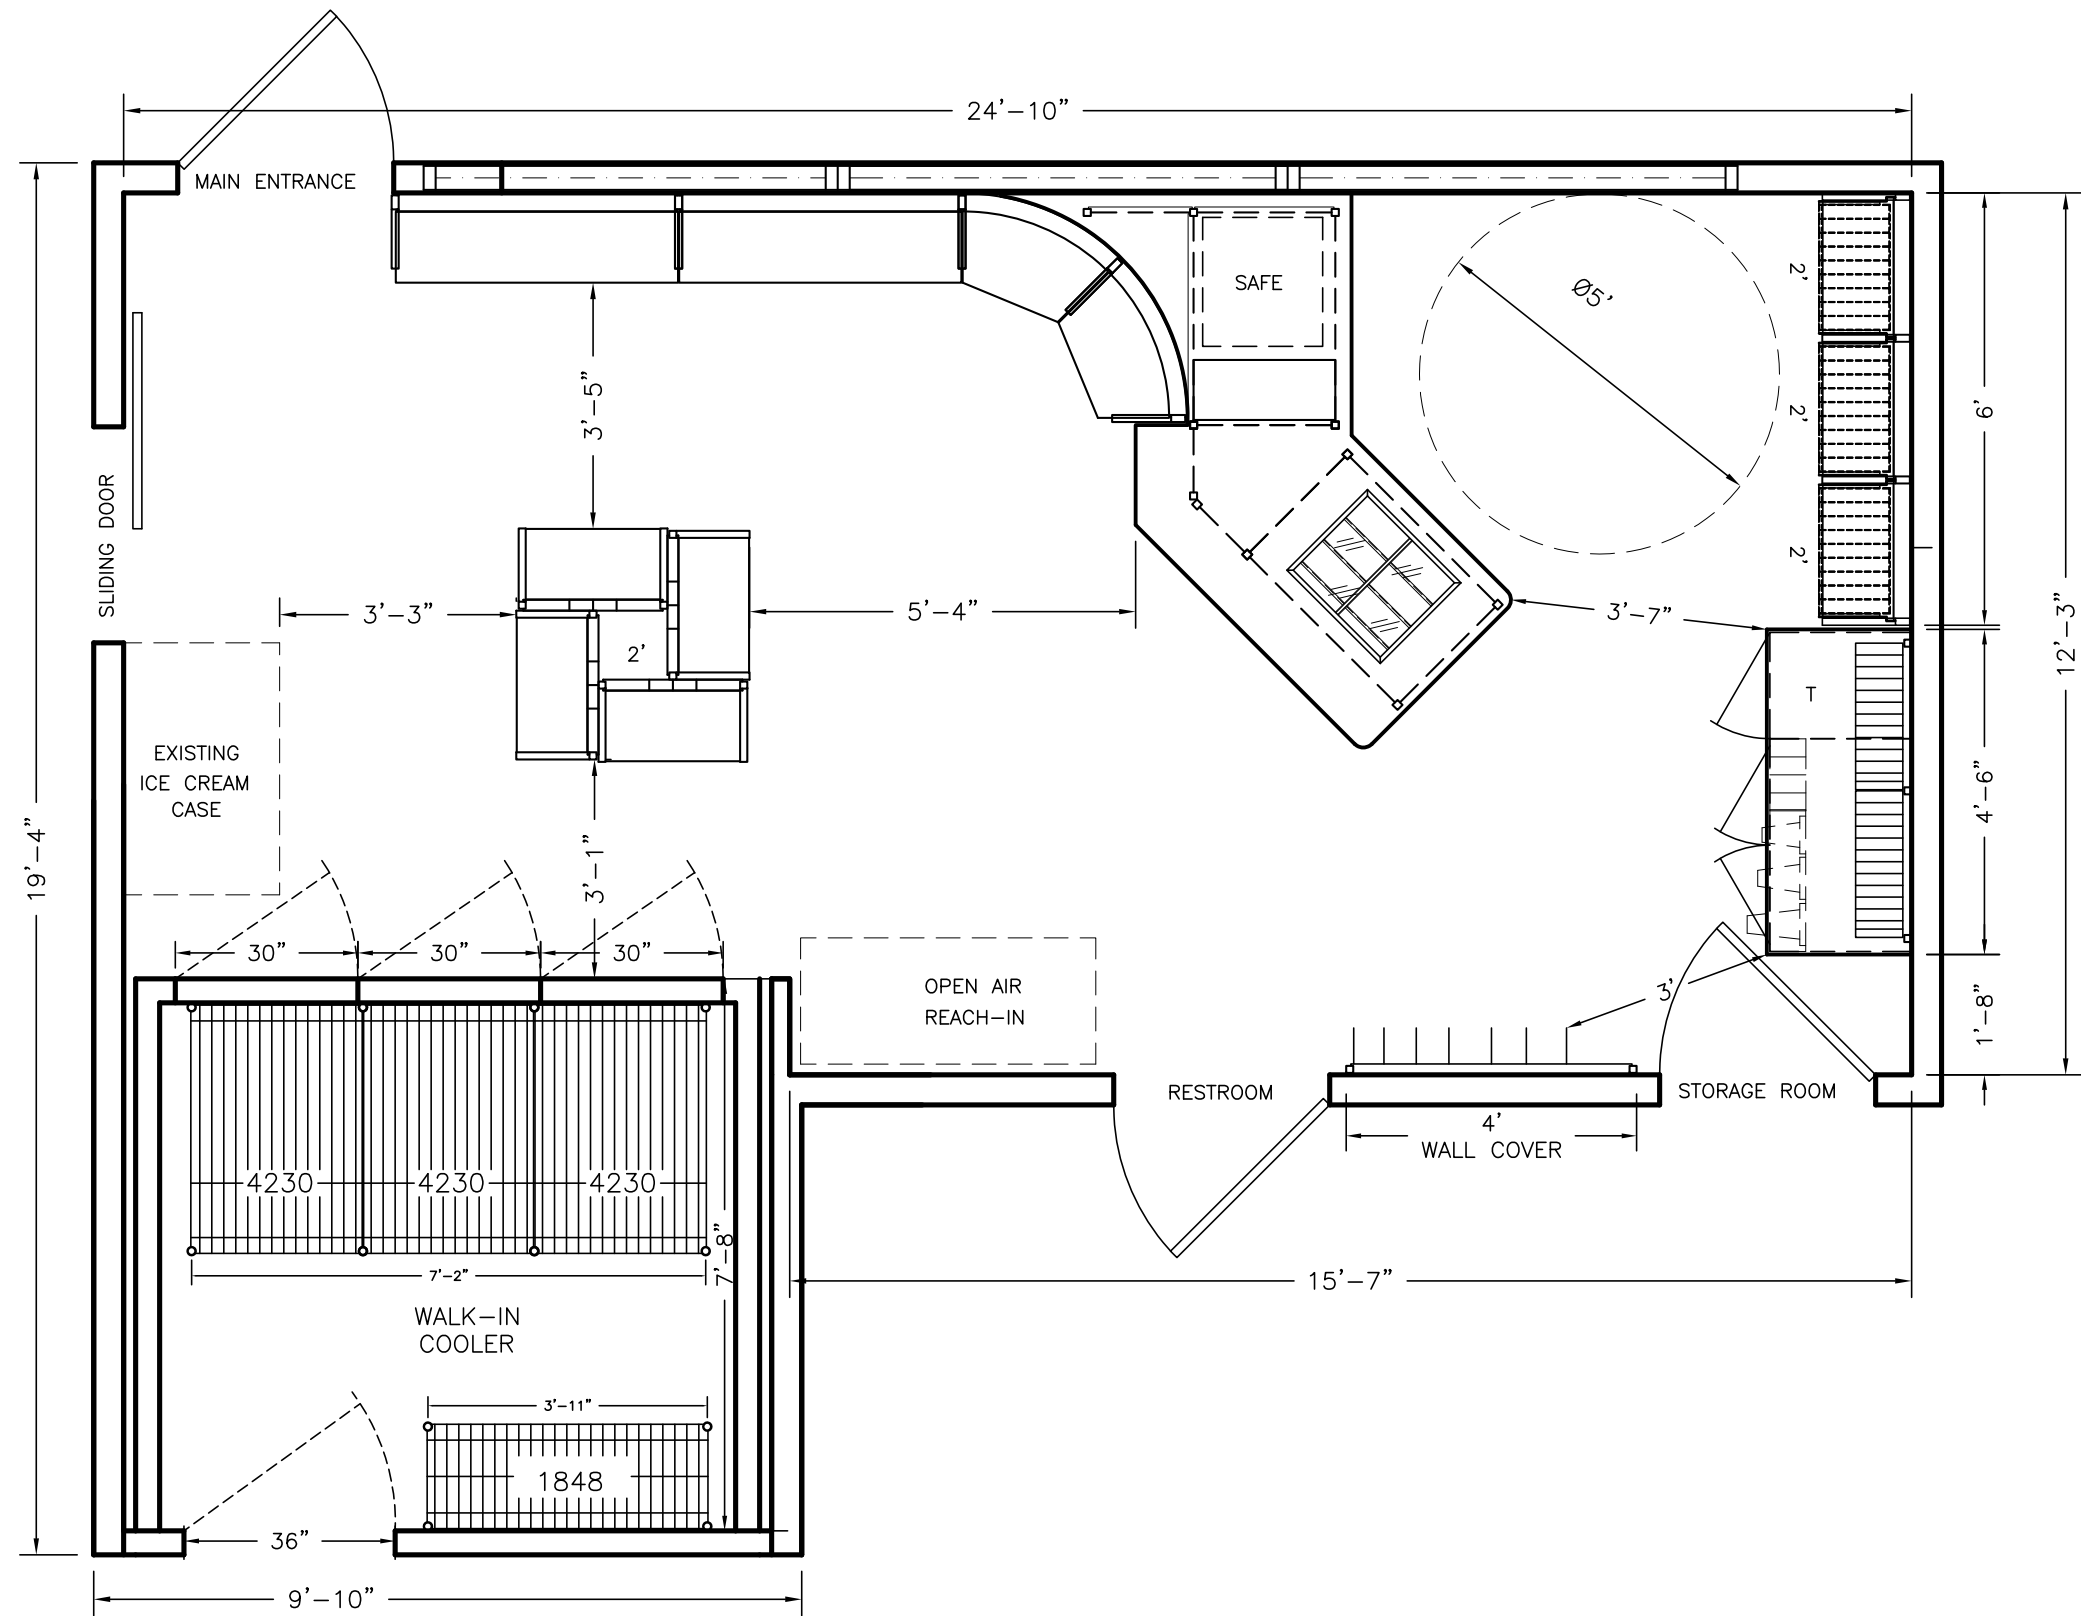 24'-10"
MAIN ENTRANCE
SAFE
Ø5'
2'
2'
2'
6'
3'-5"
SLIDING DOOR
3'-3"
5'-4"
3'-7"
2'
12'-3"
T
EXISTING
ICE CREAM
CASE
4'-6"
19'-4"
3'-1"
30"
30"
30"
OPEN AIR
REACH-IN
3'
1'-8"
RESTROOM
STORAGE ROOM
4'
WALL COVER
4230
4230
4230
7'-8"
7'-2"
15'-7"
WALK-IN
COOLER
3'-11"
1848
36"
9'-10"